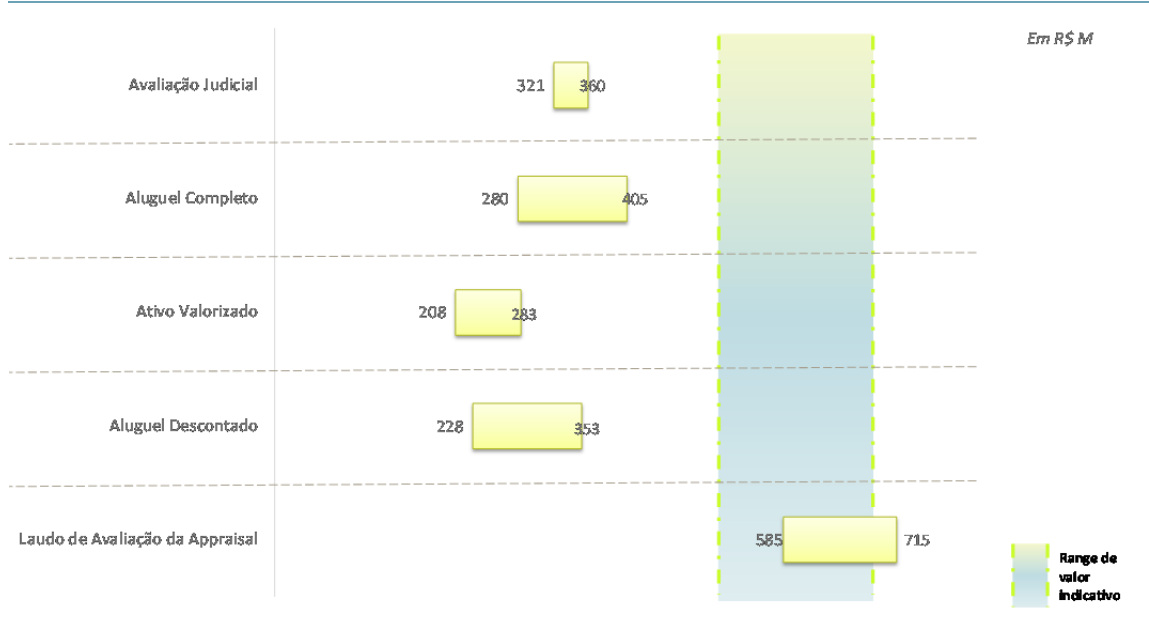 Em R$ M
Avaliação Judicial
321
360
Aluguel Completo
280
405
Ativo Valorizado
208
283
Aluguel Descontado
228
353
Laudo de Avaliação da Appraisal
585
715
Range de
valor
indicativo